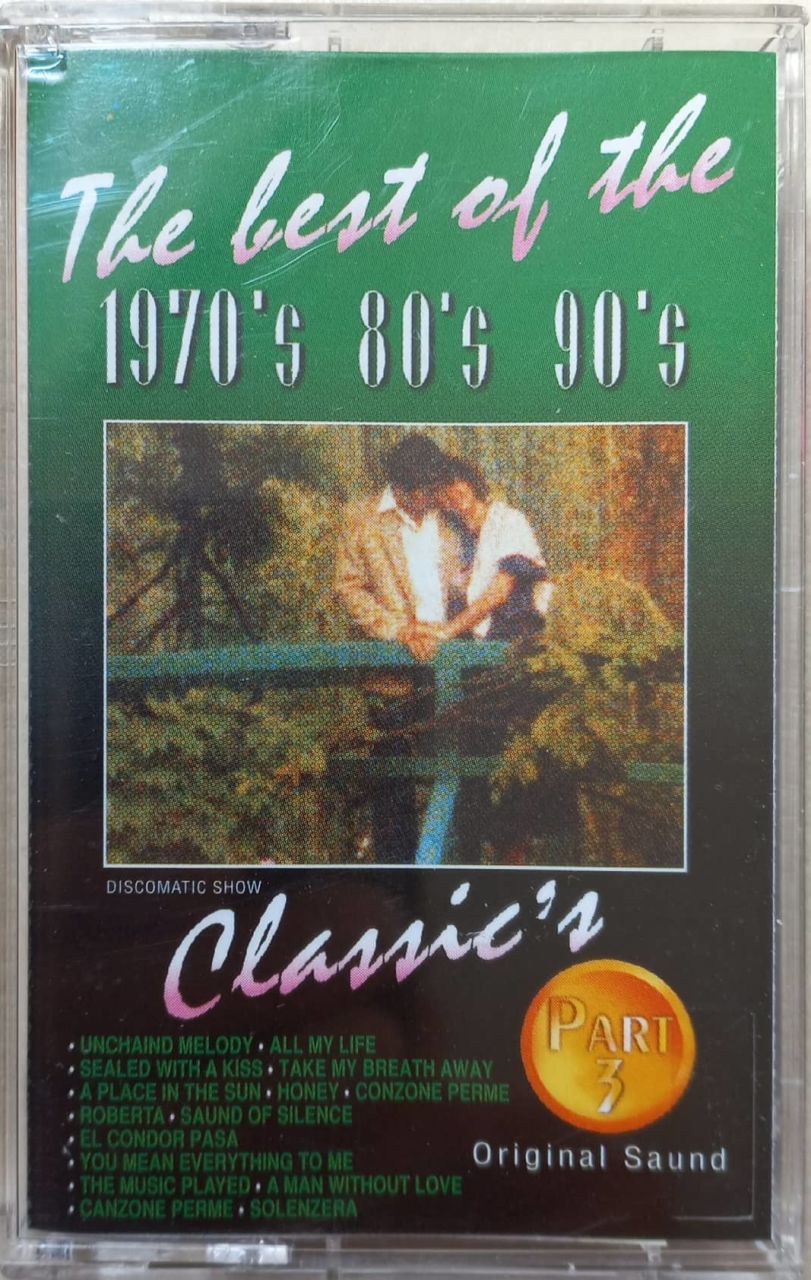 The best of the
1970's 80's 90's
DISCOMATIC SHOW
Classic's
PART
3
Original Saund
• UNCHAIND MELODY • ALL MY LIFE
• SEALED WITH A KISS • TAKE MY BREATH AWAY
• A PLACE IN THE SUN • HONEY • CONZONE PERME
• ROBERTA • SAUND OF SILENCE
• EL CONDOR PASA
• YOU MEAN EVERYTHING TO ME
• THE MUSIC PLAYED • A MAN WITHOUT LOVE
• CANZONE PERME • SOLENZERA